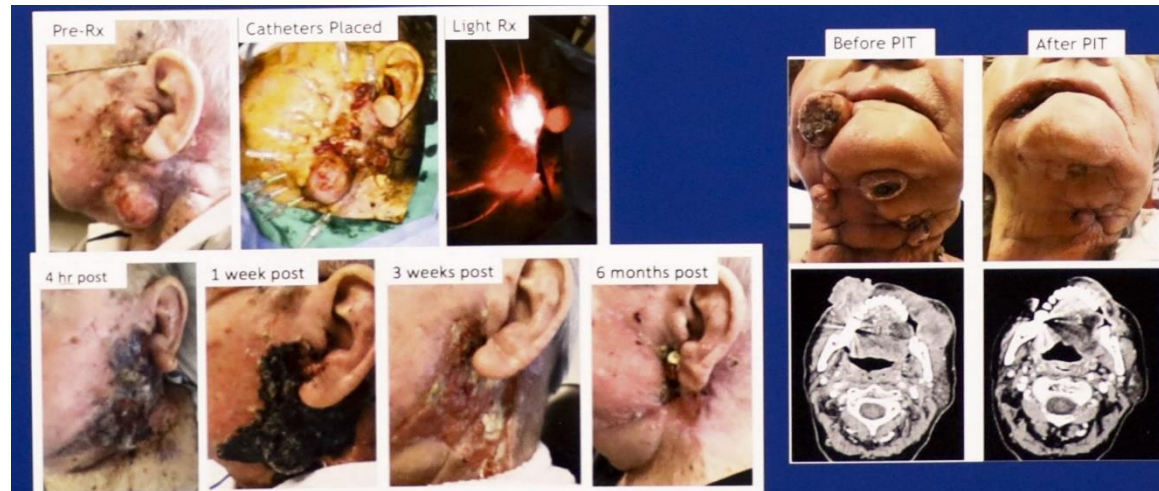 Pre-Rx
Catheters Placed
Light Rx
Before PIT
After PIT
4 hr post
1 week post
3 weeks post
6 months post